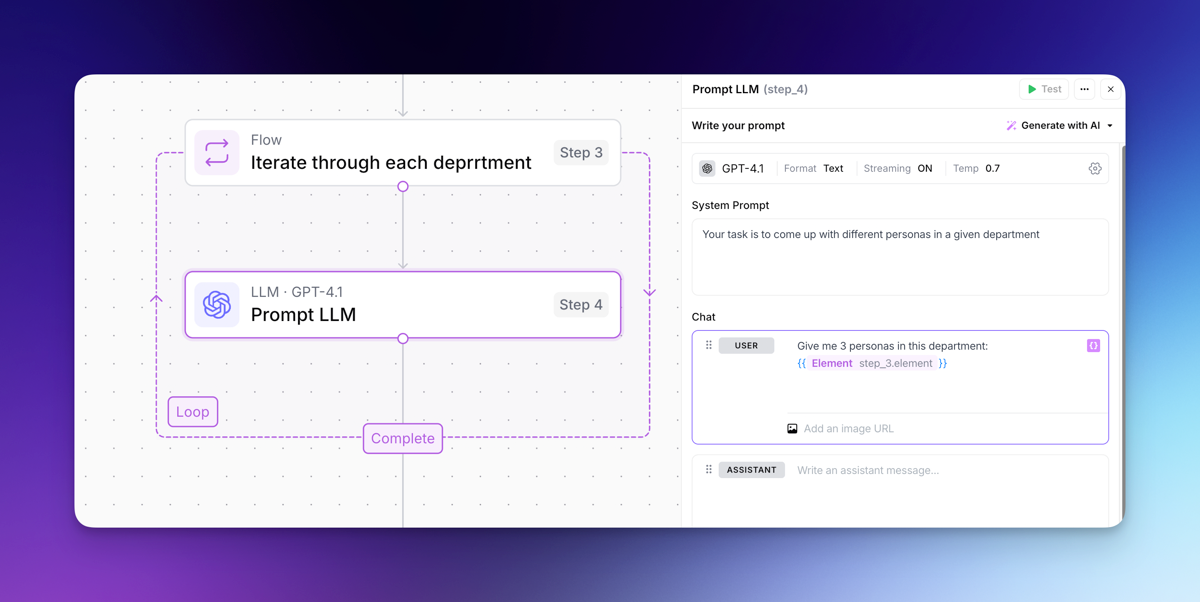 Flow
Iterate through each deprrtment
Step 3
LLM · GPT-4.1
Prompt LLM
Step 4
Loop
Complete
Prompt LLM (step_4)
Test
Write your prompt
Generate with AI
GPT-4.1 Format Text Streaming ON Temp 0.7
System Prompt
Your task is to come up with different personas in a given department
Chat
USER
Give me 3 personas in this department:
{{ Element step_3.element }}
Add an image URL
ASSISTANT
Write an assistant message...